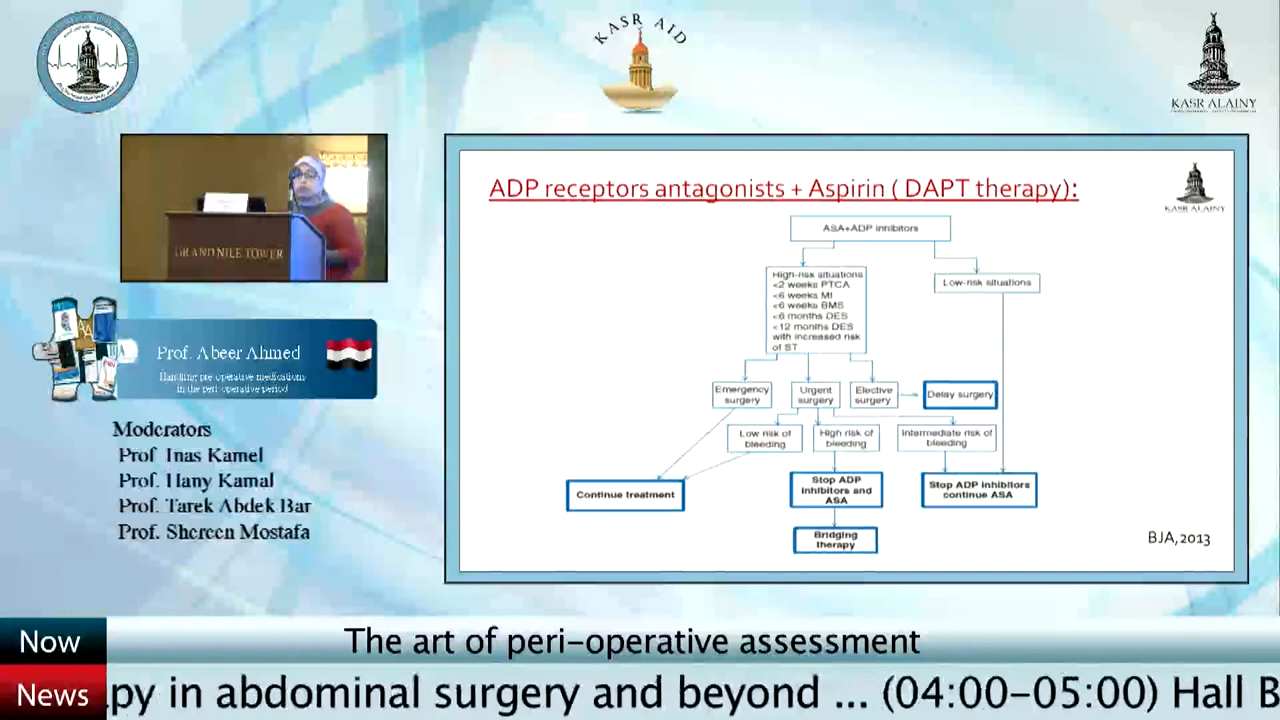 KASR AID
KASR ALAINY
GRAND NILE TOWER
Prof. Abeer Ahmed
Handling pre operative medications
in the peri-operative period
Moderators
Prof. Inas Kamel
Prof. Hany Kamal
Prof. Tarek Abdek Bar
Prof. Shereen Mostafa
ADP receptors antagonists + Aspirin ( DAPT therapy):
KASR ALAINY
ASA+ADP inhibitors
High-risk situations
<2 weeks PTCA
<6 weeks MI
<6 weeks BMS
<6 months DES
<12 months DES
with increased risk
of ST
Low-risk situations
Emergency
surgery
Urgent
surgery
Elective
surgery
Delay surgery
Low risk of
bleeding
High risk of
bleeding
Intermediate risk of
bleeding
Continue treatment
Stop ADP
inhibitors and
ASA
Stop ADP inhibitors
continue ASA
Bridging
therapy
BJA,2013
Now
The art of peri-operative assessment
News
py in abdominal surgery and beyond ... (04:00-05:00) Hall B